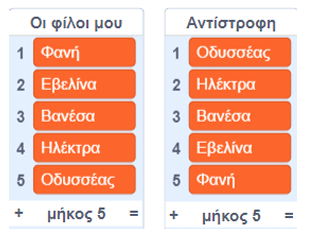 Οι φίλοι μου
1 Φανή
2 Εβελίνα
3 Βανέσα
4 Ηλέκτρα
5 Οδυσσέας
+ μήκος 5 =
Αντίστροφη
1 Οδυσσέας
2 Ηλέκτρα
3 Βανέσα
4 Εβελίνα
5 Φανή
+ μήκος 5 =